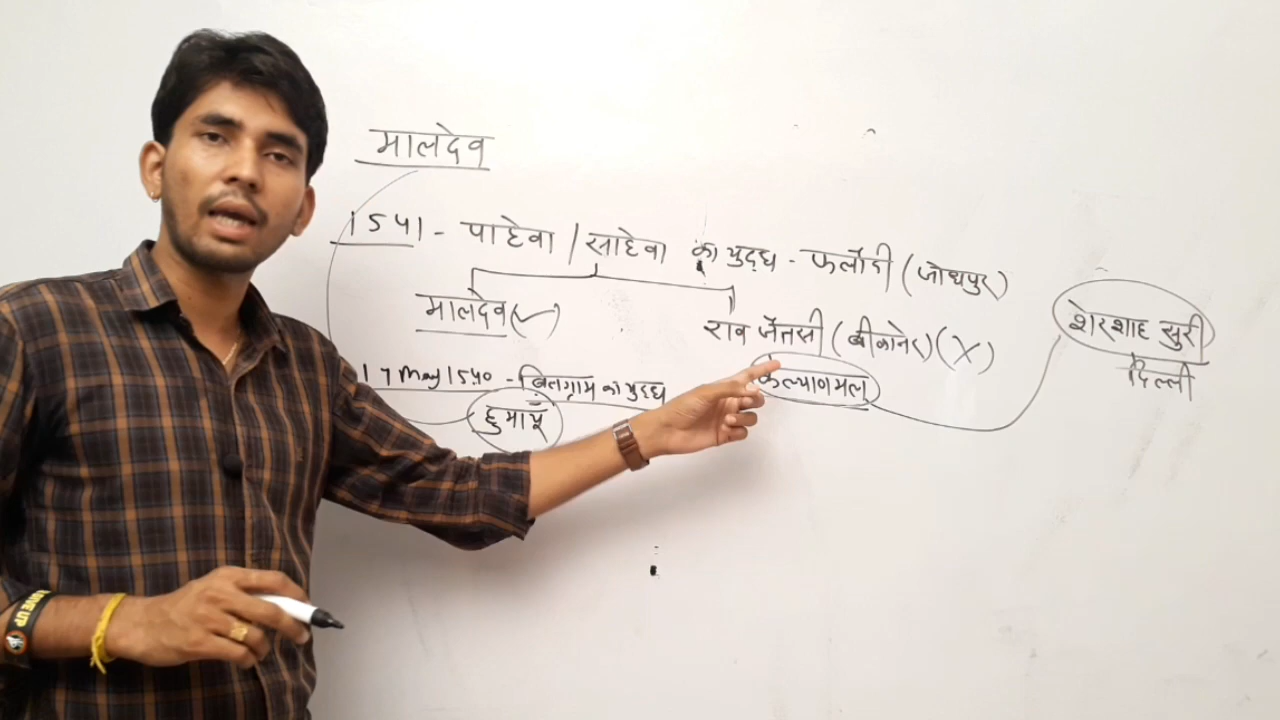 मालदेव
1541 - पाहेवा / साहेवा का युद्ध - फलौदी (जोधपुर)
मालदेव (✓)
राव जैतसी (बीकानेर) (X)
शेरशाह सुरी
दिल्ली
17 May 1540 - बिलग्राम का युद्ध
कल्याणमल
हुमायूँ